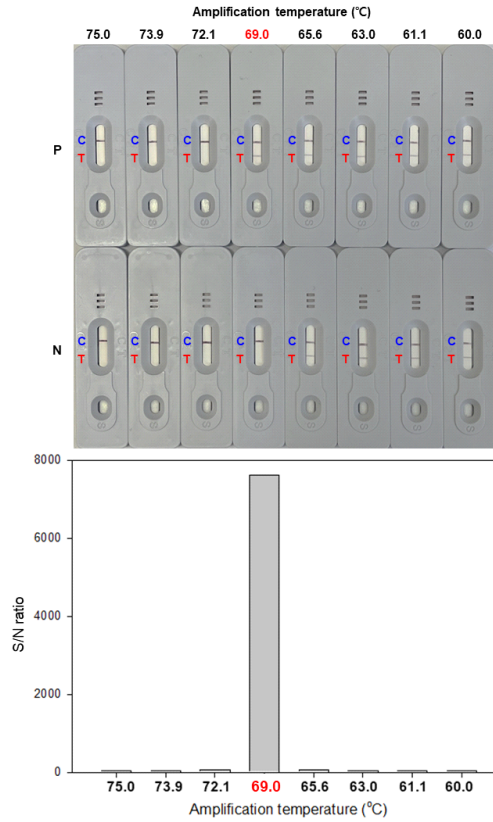 Amplification temperature (℃)
75.0 73.9 72.1 69.0 65.6 63.0 61.1 60.0
P
C C C C C C C C
T T T T T T T T
S S S S S S S S
N
C C C C C C C C
T T T T T T T T
S S S S S S S S
8000
6000
4000
2000
0
S/N ratio
75.0 73.9 72.1 69.0 65.6 63.0 61.1 60.0
Amplification temperature (°C)